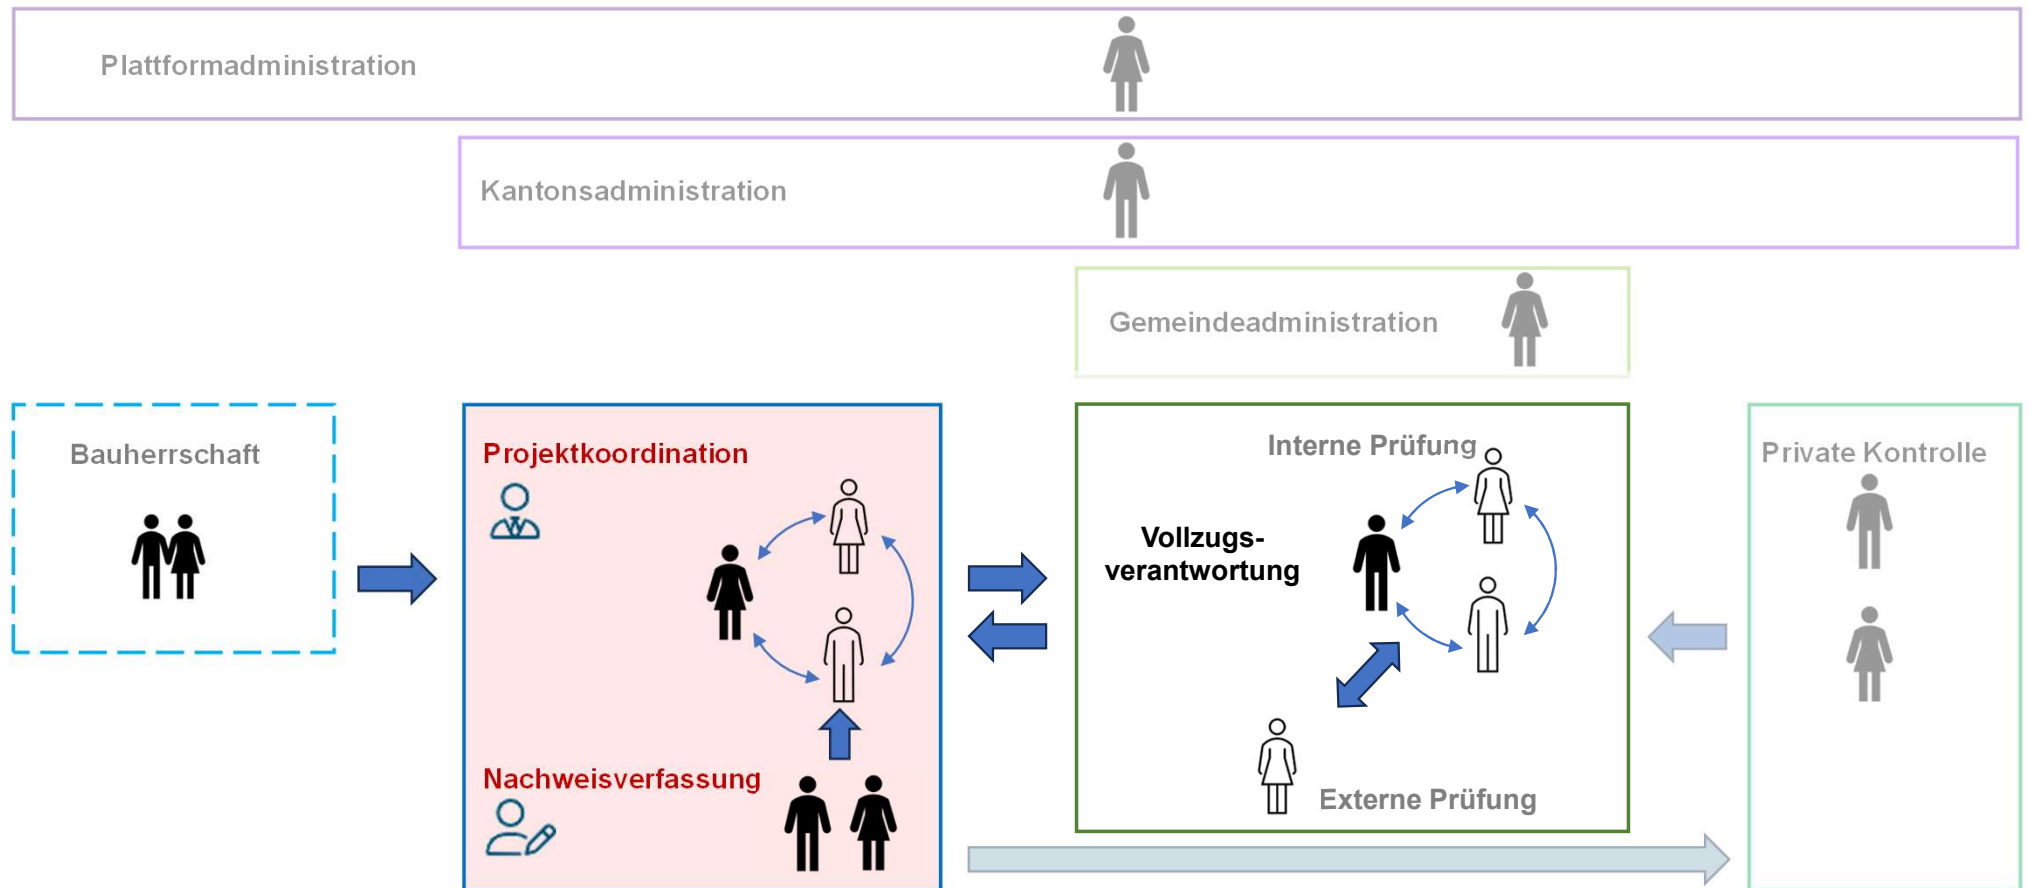 Plattformadministration
Kantonsadministration
Gemeindeadministration
Bauherrschaft
Projektkoordination
Nachweisverfassung
Interne Prüfung
Vollzugs-
verantwortung
Externe Prüfung
Private Kontrolle